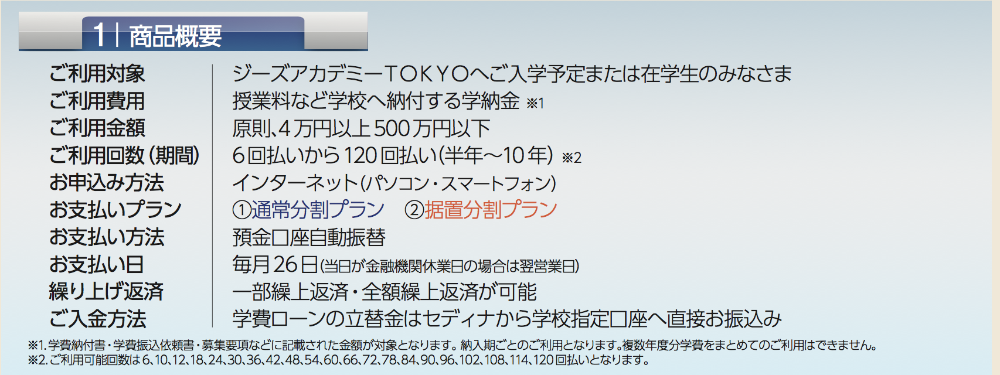 1 | 商品概要
ご利用対象 ジーズアカデミーTOKYOへご入学予定または在学生のみなさま
ご利用費用 授業料など学校へ納付する学納金 ※1
ご利用金額 原則、4万円以上500万円以下
ご利用回数（期間） 6回払いから120回払い（半年～10年） ※2
お申込み方法 インターネット（パソコン・スマートフォン）
お支払いプラン ①通常分割プラン ②据置分割プラン
お支払い方法 預金口座自動振替
お支払い日 毎月26日（当日が金融機関休業日の場合は翌営業日）
繰り上げ返済 一部繰上返済・全額繰上返済が可能
ご入金方法 学費ローンの立替金はセディナから学校指定口座へ直接お振込み
※1. 学費納付書・学費振込依頼書・募集要項などに記載された金額が対象となります。納入期ごとのご利用となります。複数年度分学費をまとめてのご利用はできません。
※2. ご利用可能回数は6、10、12、18、24、30、36、42、48、54、60、66、72、78、84、90、96、102、108、114、120回払いとなります。